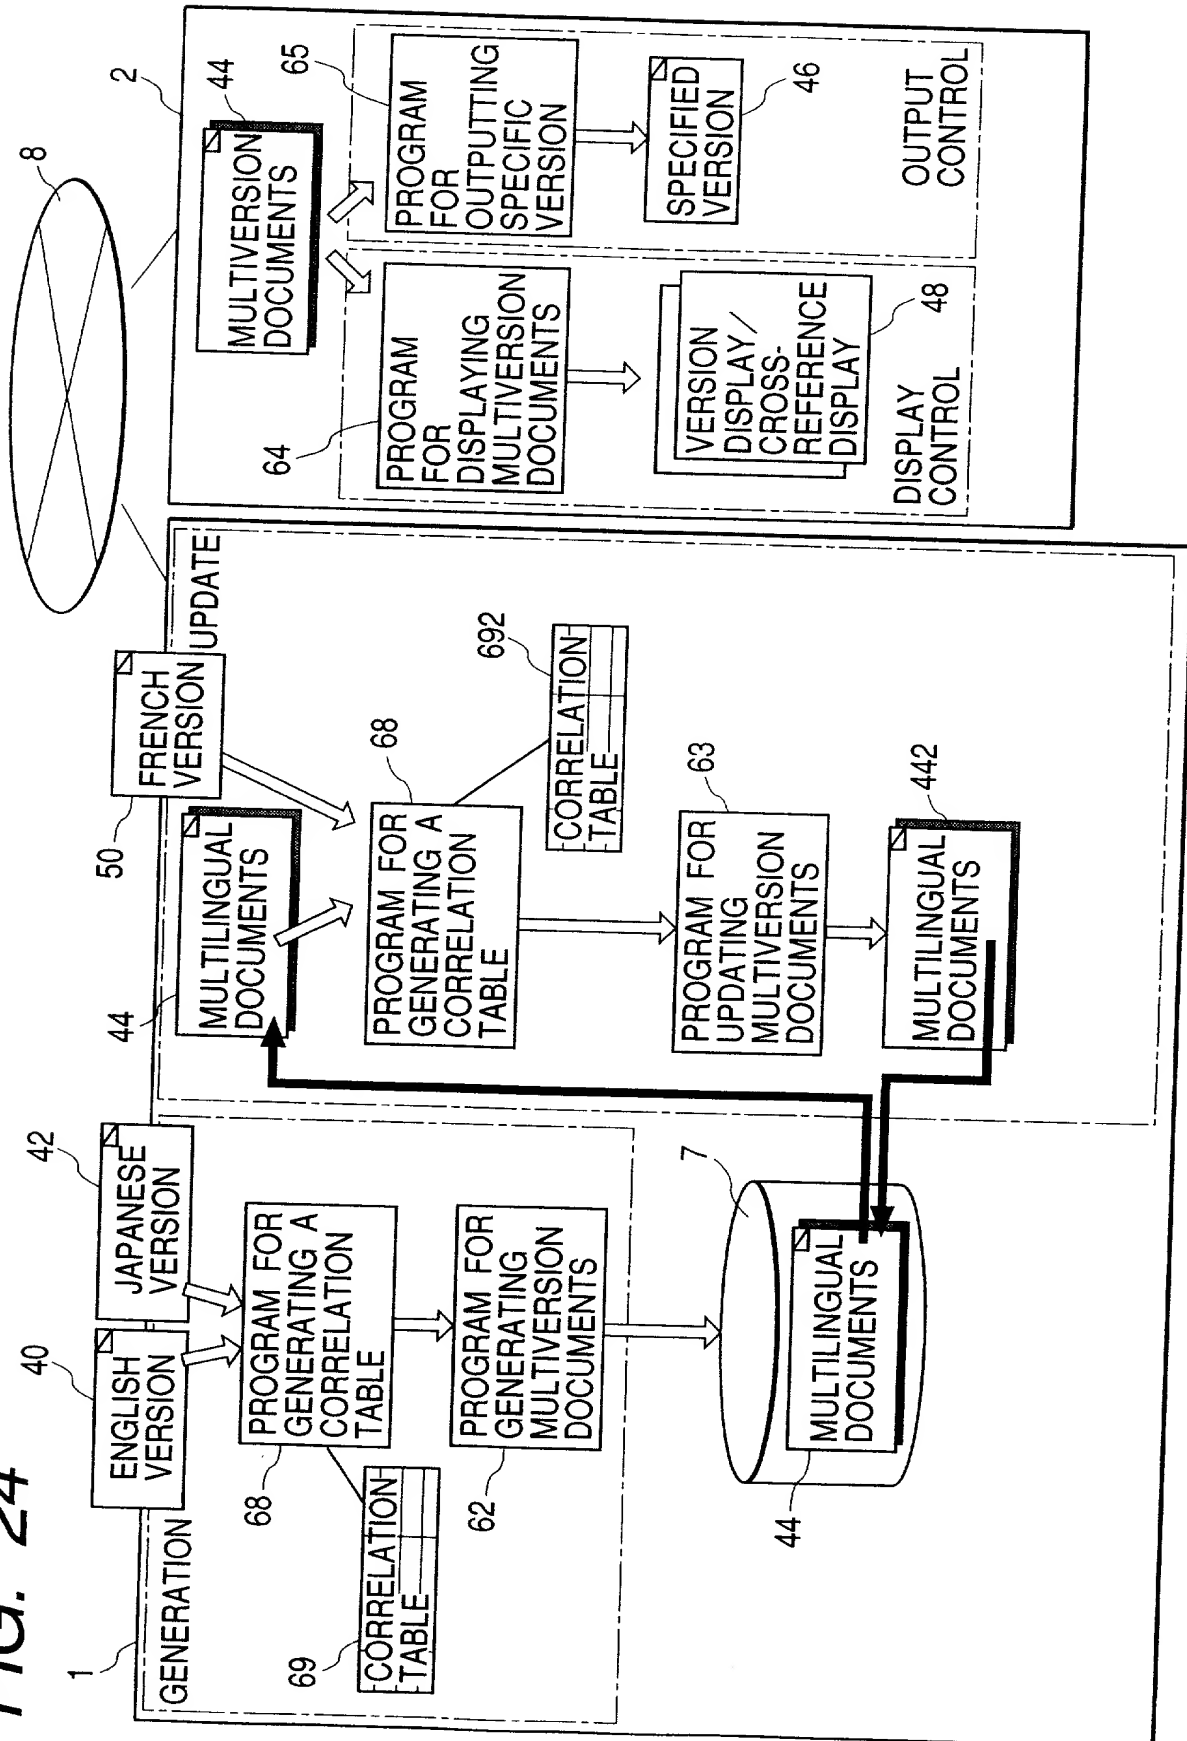 FIG. 24
1
GENERATION
40
ENGLISH
VERSION
42
JAPANESE
VERSION
68
PROGRAM FOR
GENERATING A
CORRELATION
TABLE
69
CORRELATION
TABLE
62
PROGRAM FOR
GENERATING
MULTIVERSION
DOCUMENTS
7
44
MULTILINGUAL
DOCUMENTS
50
FRENCH
VERSION
UPDATE
44
MULTILINGUAL
DOCUMENTS
68
PROGRAM FOR
GENERATING A
CORRELATION
TABLE
692
CORRELATION
TABLE
63
PROGRAM FOR
UPDATING
MULTIVERSION
DOCUMENTS
442
MULTILINGUAL
DOCUMENTS
8
2
44
MULTIVERSION
DOCUMENTS
64
PROGRAM
FOR
DISPLAYING
MULTIVERSION
DOCUMENTS
VERSION
DISPLAY/
CROSS-
REFERENCE
DISPLAY
48
DISPLAY
CONTROL
65
PROGRAM
FOR
OUTPUTTING
SPECIFIC
VERSION
SPECIFIED
VERSION
46
OUTPUT
CONTROL